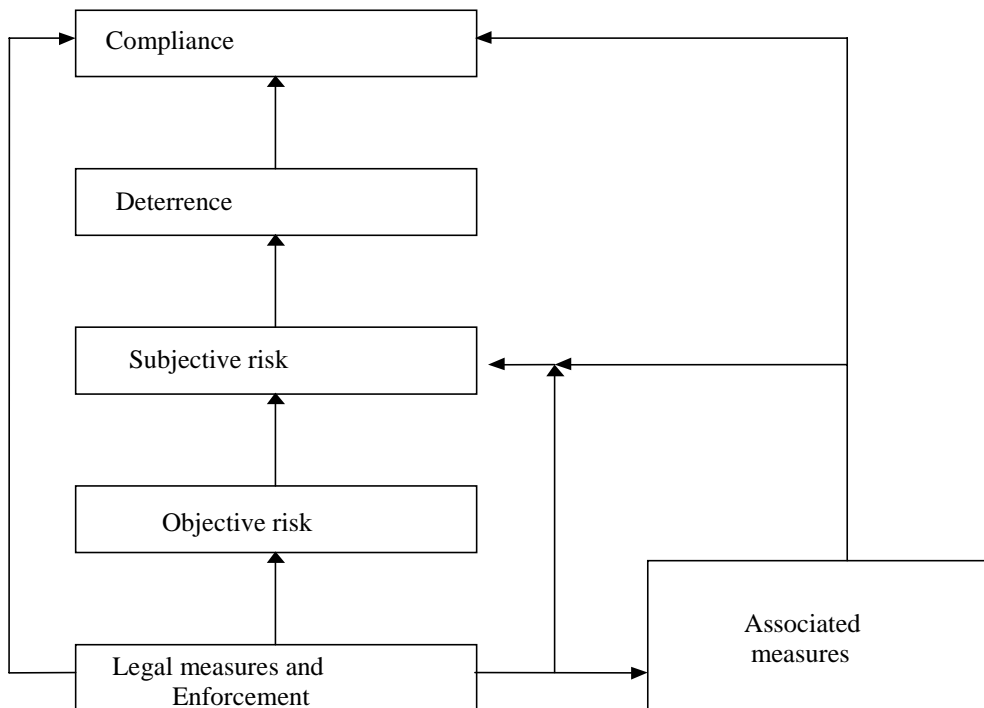 Compliance
Deterrence
Subjective risk
Objective risk
Legal measures and
Enforcement
Associated
measures